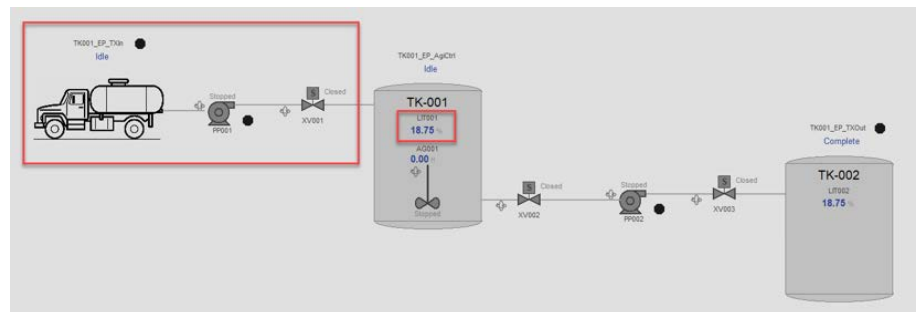 TK001_EP_TXIn
Idle
Stopped
PP001
S
Closed
XV001
TK001_EP_AgiCtrl
Idle
TK-001
LIT001
18.75 %
AG001
0.00
Stopped
S
Closed
XV002
Stopped
PP002
S
Closed
XV003
TK001_EP_TXOut
Complete
TK-002
LIT002
18.75 %